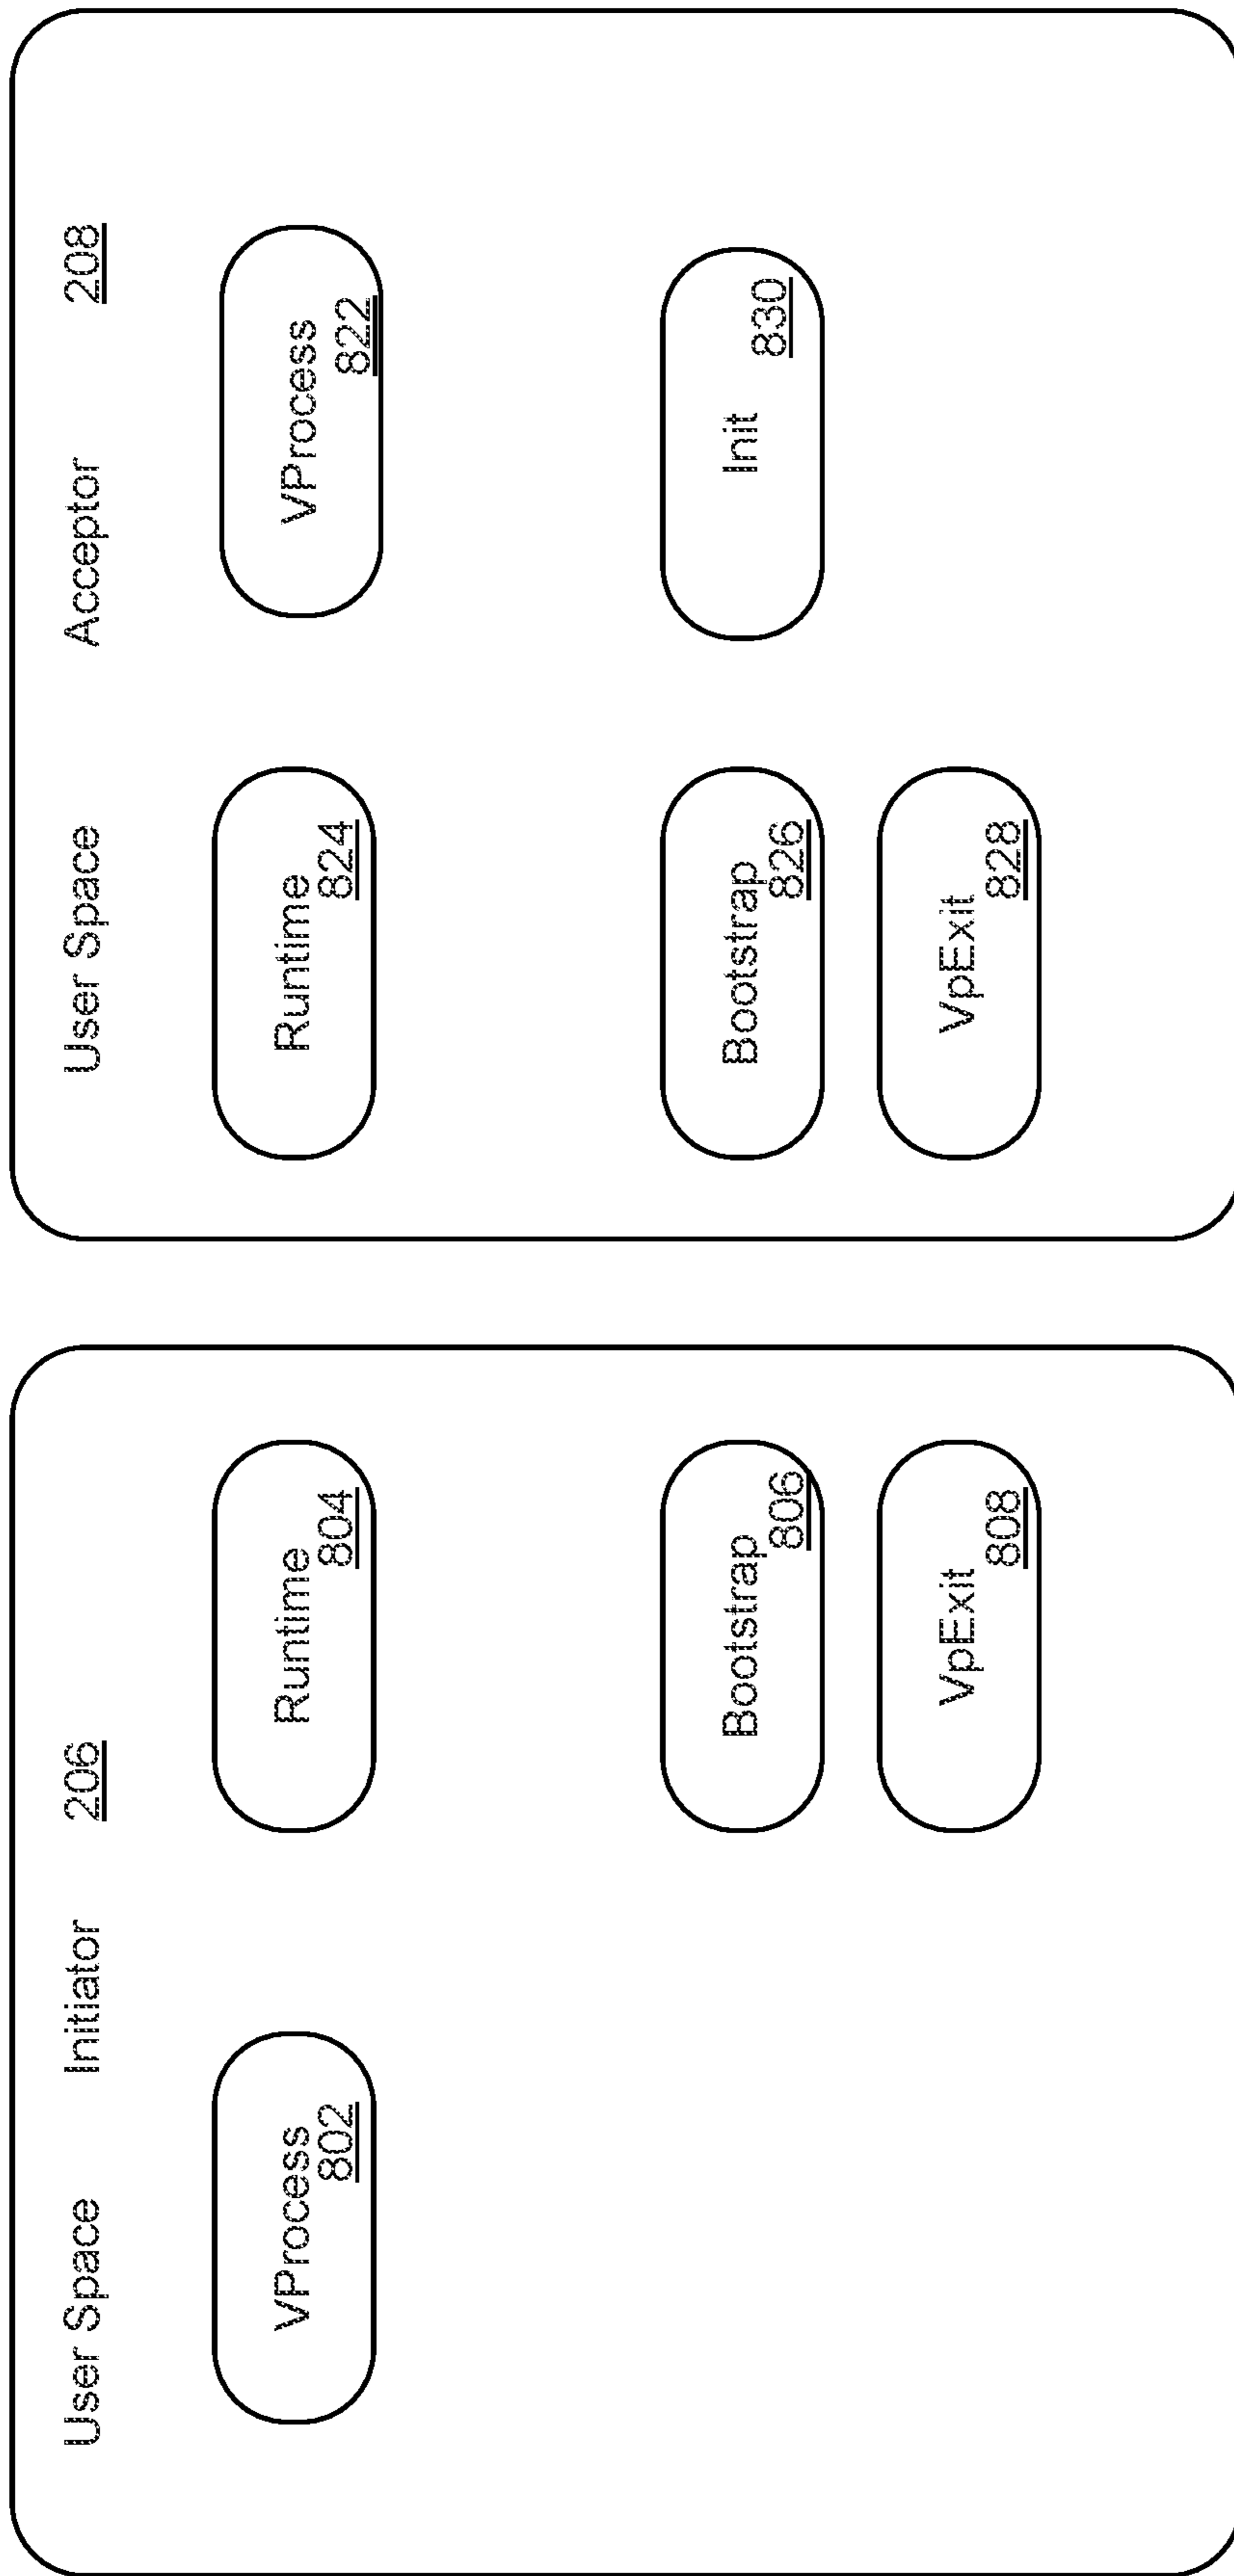 User Space Initiator 206
VProcess
802
Runtime
804
Bootstrap
806
VpExit
808
User Space Acceptor 208
Runtime
824
VProcess
822
Bootstrap
826
Init 830
VpExit
828